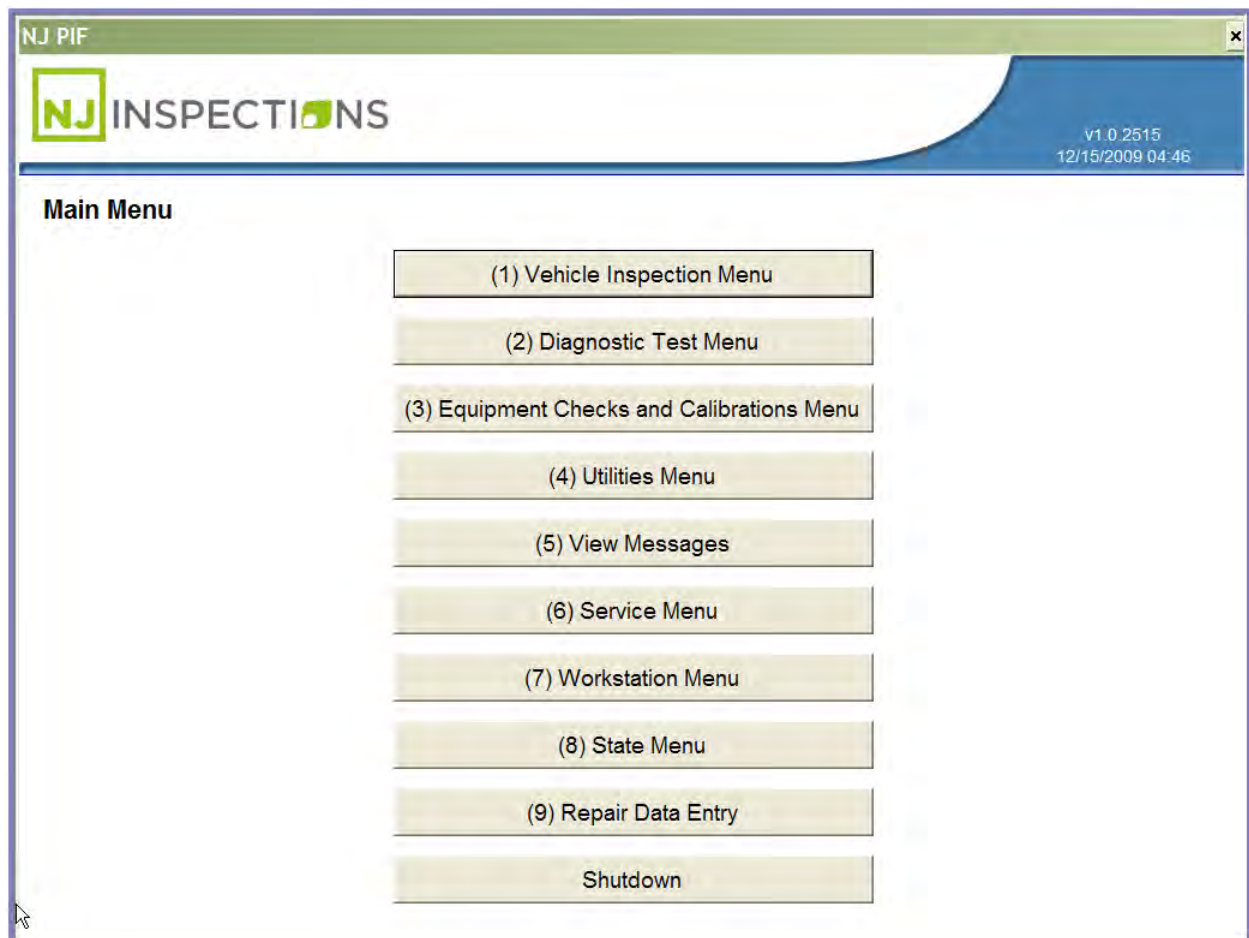 NJ PIF
NJ INSPECTIONS
v1.0.2515
12/15/2009 04:46
Main Menu
(1) Vehicle Inspection Menu
(2) Diagnostic Test Menu
(3) Equipment Checks and Calibrations Menu
(4) Utilities Menu
(5) View Messages
(6) Service Menu
(7) Workstation Menu
(8) State Menu
(9) Repair Data Entry
Shutdown